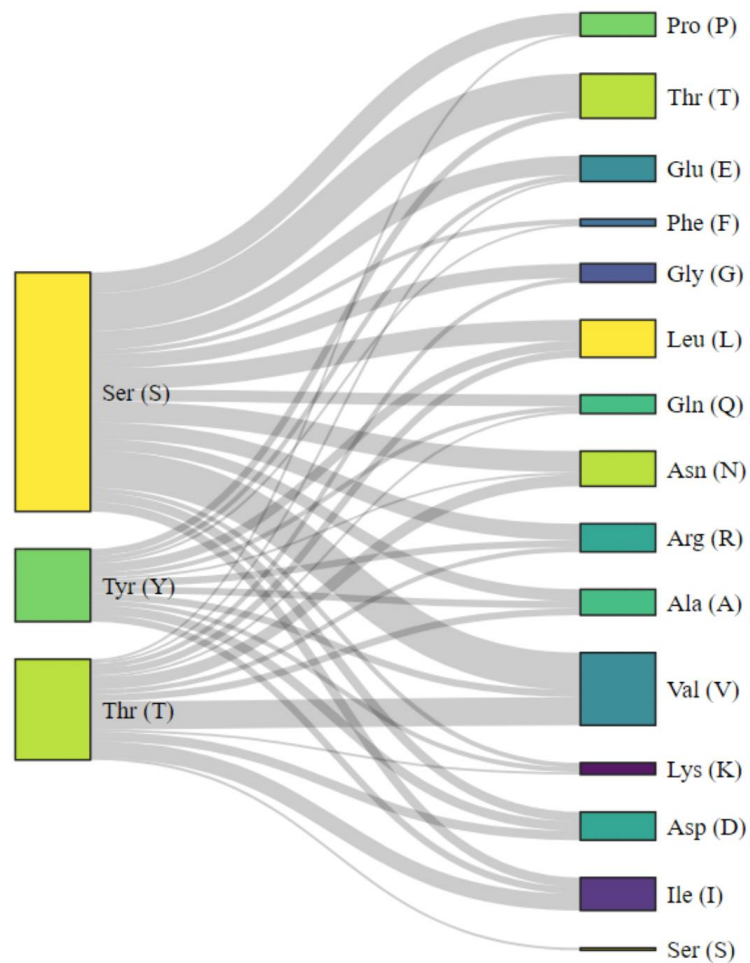 Pro (P)
Thr (T)
Glu (E)
Phe (F)
Gly (G)
Leu (L)
Ser (S)
Gln (Q)
Asn (N)
Arg (R)
Tyr (Y)
Ala (A)
Val (V)
Thr (T)
Lys (K)
Asp (D)
Ile (I)
Ser (S)